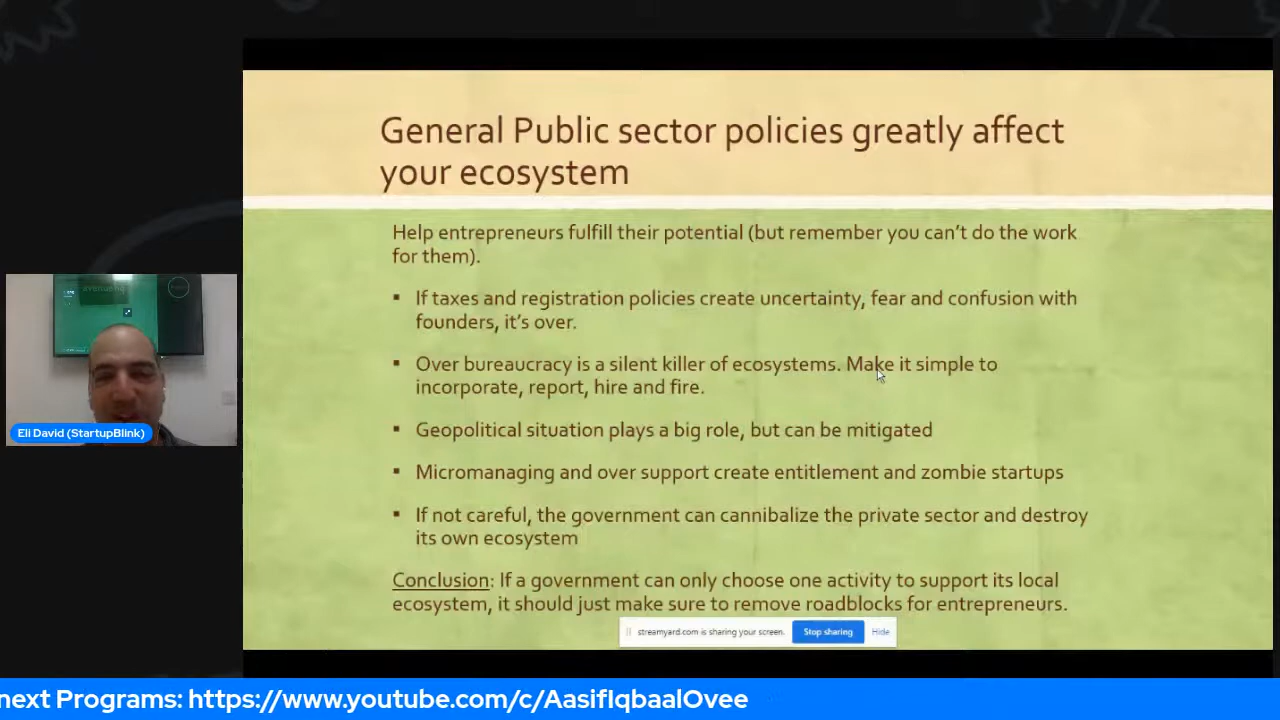 General Public sector policies greatly affect
your ecosystem
Help entrepreneurs fulfill their potential (but remember you can't do the work
for them).
▪ If taxes and registration policies create uncertainty, fear and confusion with
founders, it's over.
▪ Over bureaucracy is a silent killer of ecosystems. Make it simple to
incorporate, report, hire and fire.
▪ Geopolitical situation plays a big role, but can be mitigated
▪ Micromanaging and over support create entitlement and zombie startups
▪ If not careful, the government can cannibalize the private sector and destroy
its own ecosystem
Conclusion: If a government can only choose one activity to support its local
ecosystem, it should just make sure to remove roadblocks for entrepreneurs.
streamyard.com is sharing your screen.
Stop sharing
Hide
Eli David (StartupBlink)
next Programs: https://www.youtube.com/c/AasifIqbaalOvee